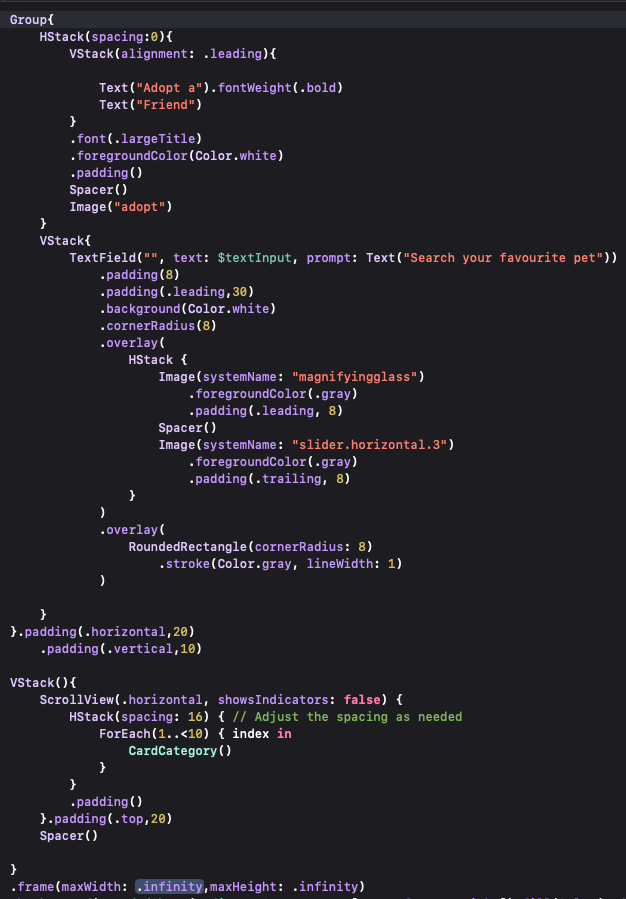 Group{
    HStack(spacing:0){
        VStack(alignment: .leading){

            Text("Adopt a").fontWeight(.bold)
            Text("Friend")
        }
        .font(.largeTitle)
        .foregroundColor(Color.white)
        .padding()
        Spacer()
        Image("adopt")
    }
    VStack{
        TextField("", text: $textInput, prompt: Text("Search your favourite pet"))
            .padding(8)
            .padding(.leading,30)
            .background(Color.white)
            .cornerRadius(8)
            .overlay(
                HStack {
                    Image(systemName: "magnifyingglass")
                        .foregroundColor(.gray)
                        .padding(.leading, 8)
                    Spacer()
                    Image(systemName: "slider.horizontal.3")
                        .foregroundColor(.gray)
                        .padding(.trailing, 8)
                }
            )
            .overlay(
                RoundedRectangle(cornerRadius: 8)
                    .stroke(Color.gray, lineWidth: 1)
            )

    }
}.padding(.horizontal,20)
    .padding(.vertical,10)

VStack(){
    ScrollView(.horizontal, showsIndicators: false) {
        HStack(spacing: 16) { // Adjust the spacing as needed
            ForEach(1..<10) { index in
                CardCategory()
            }
        }
        .padding()
    }.padding(.top,20)
    Spacer()

}
.frame(maxWidth: .infinity,maxHeight: .infinity)